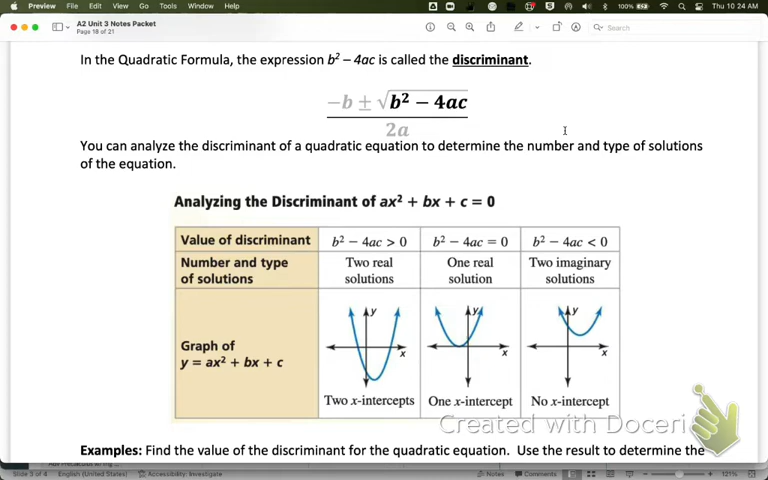 Preview File Edit View Go Tools Window Help 100% Thu 10:24 AM
A2 Unit 3 Notes Packet
Page 18 of 21
Search
In the Quadratic Formula, the expression b² – 4ac is called the discriminant.
−b ± √b² − 4ac
2a
You can analyze the discriminant of a quadratic equation to determine the number and type of solutions
of the equation.
Analyzing the Discriminant of ax² + bx + c = 0
Value of discriminant b² − 4ac > 0 b² − 4ac = 0 b² − 4ac < 0
Number and type of solutions Two real solutions One real solution Two imaginary solutions
Graph of y = ax² + bx + c
y x y x y x
Two x-intercepts One x-intercept No x-intercept
Created with Doceri
Examples: Find the value of the discriminant for the quadratic equation. Use the result to determine the
Slide 3 of 4 English (United States) Accessibility: Investigate Notes Comments 121%